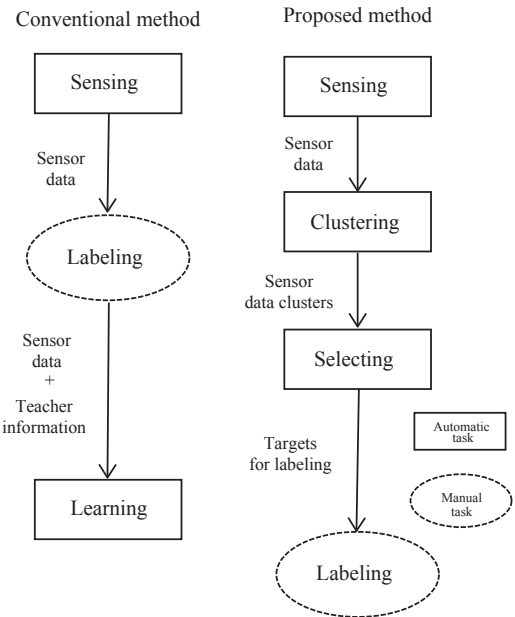 Conventional method
Sensing
Sensor
data
Labeling
Sensor
data
+
Teacher
information
Learning
Proposed method
Sensing
Sensor
data
Clustering
Sensor
data clusters
Selecting
Targets
for labeling
Labeling
Automatic
task
Manual
task